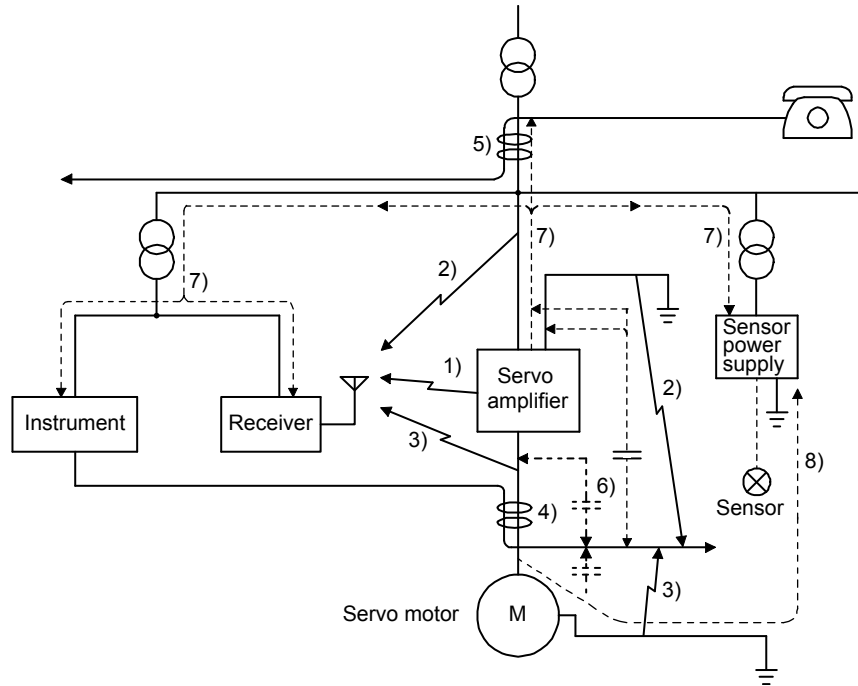 5)
7)
7)
7)
2)
1)
Servo
amplifier
Sensor
power
supply
2)
Instrument
Receiver
3)
8)
6)
4)
Sensor
3)
Servo motor
M